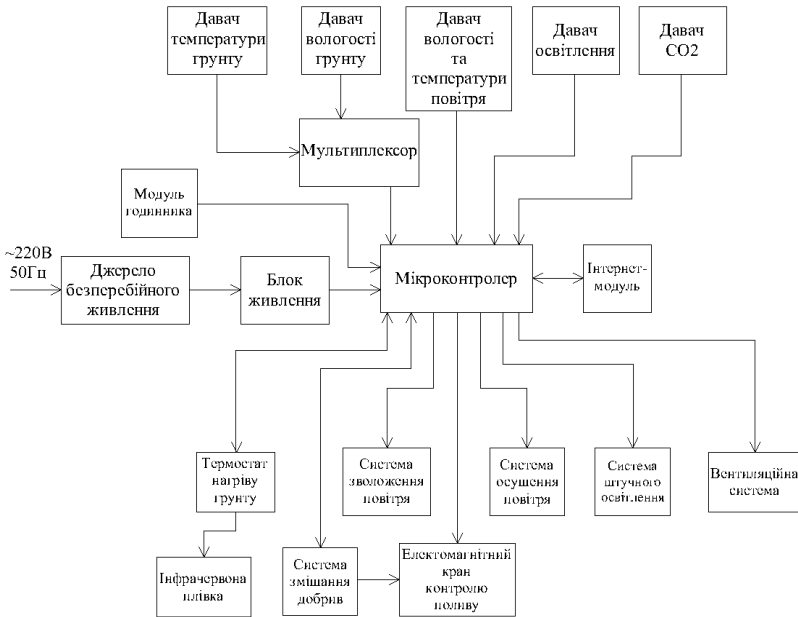 Давач
температури
грунту
Давач
вологості
грунту
Давач
вологості
та
температури
повітря
Давач
освітлення
Давач
СО2
Мультиплексор
Модуль
годинника
~220В
50Гц
Джерело
безперебійного
живлення
Блок
живлення
Мікроконтролер
Інтернет-
модуль
Термостат
нагріву
грунту
Система
зволоження
повітря
Система
осушення
повітря
Система
штучного
освітлення
Вентиляційна
система
Інфрачервона
плівка
Система
змішання
добрив
Електомагнітний
кран
контролю
поливу